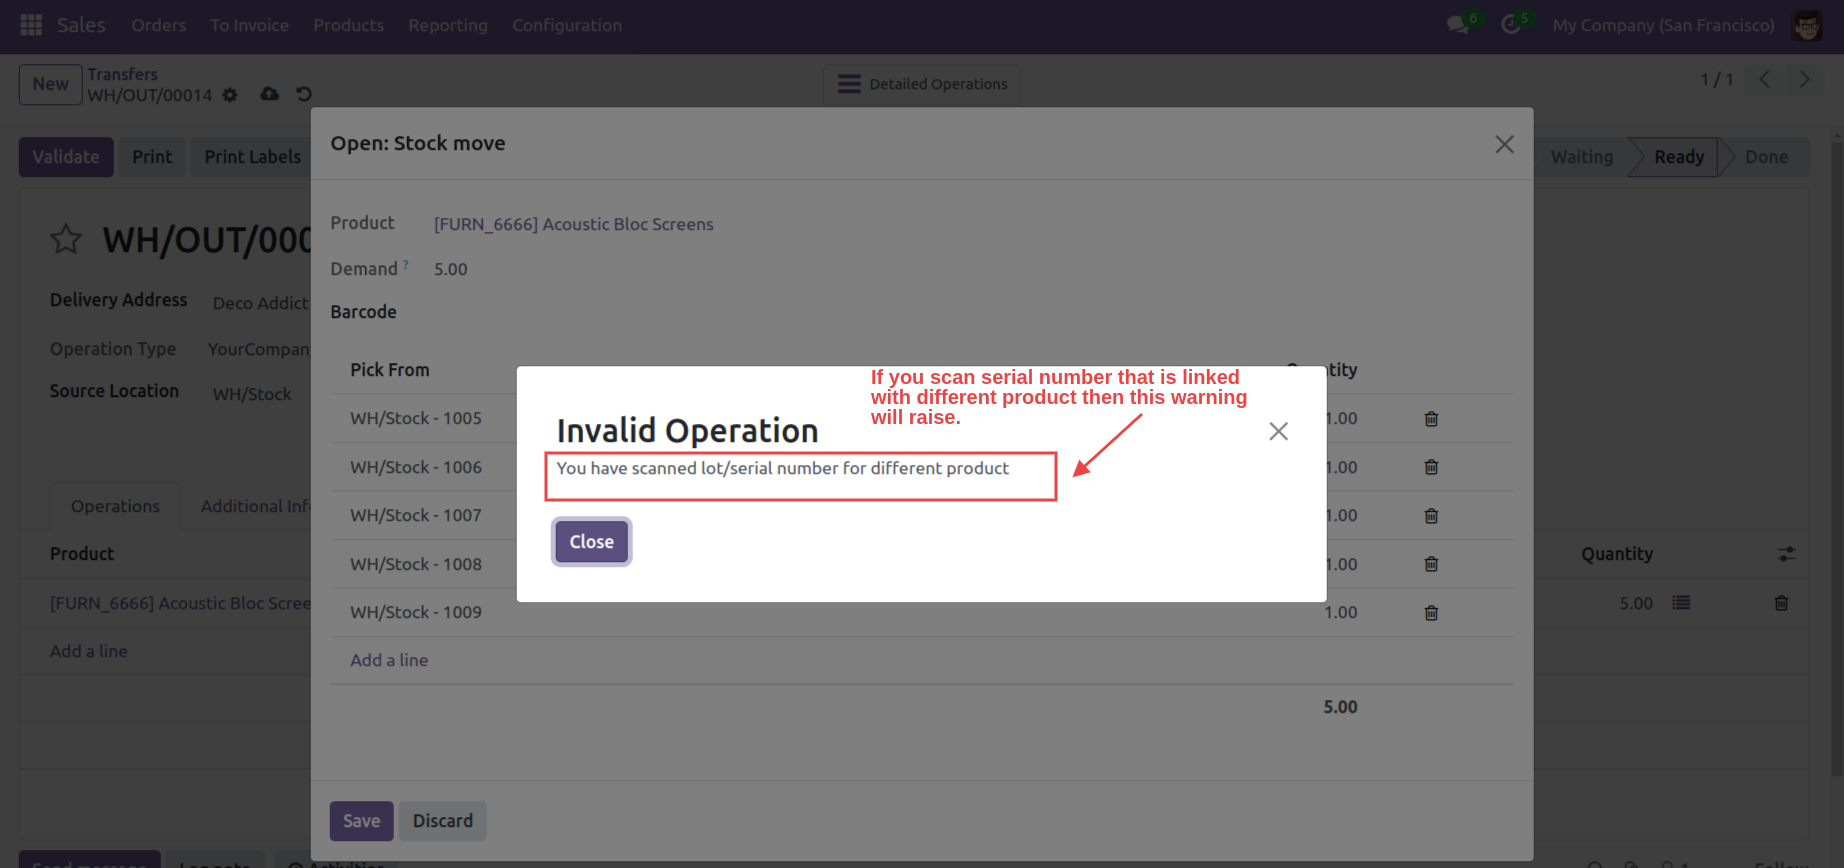 Sales Orders To Invoice Products Reporting Configuration 6 5 My Company (San Francisco)
New Transfers
WH/OUT/00014
Detailed Operations
1 / 1
Validate Print Print Labels
Waiting Ready Done
Open: Stock move
WH/OUT/000
Delivery Address Deco Addict
Operation Type YourCompany
Source Location WH/Stock
Operations Additional Inf
Product Quantity
[FURN_6666] Acoustic Bloc Scree 5.00
Add a line
Product [FURN_6666] Acoustic Bloc Screens
Demand ? 5.00
Barcode
Pick From tity
WH/Stock - 1005 1.00
WH/Stock - 1006 1.00
WH/Stock - 1007 1.00
WH/Stock - 1008 1.00
WH/Stock - 1009 1.00
Add a line
5.00
Save Discard
If you scan serial number that is linked
with different product then this warning
will raise.
Invalid Operation
You have scanned lot/serial number for different product
Close